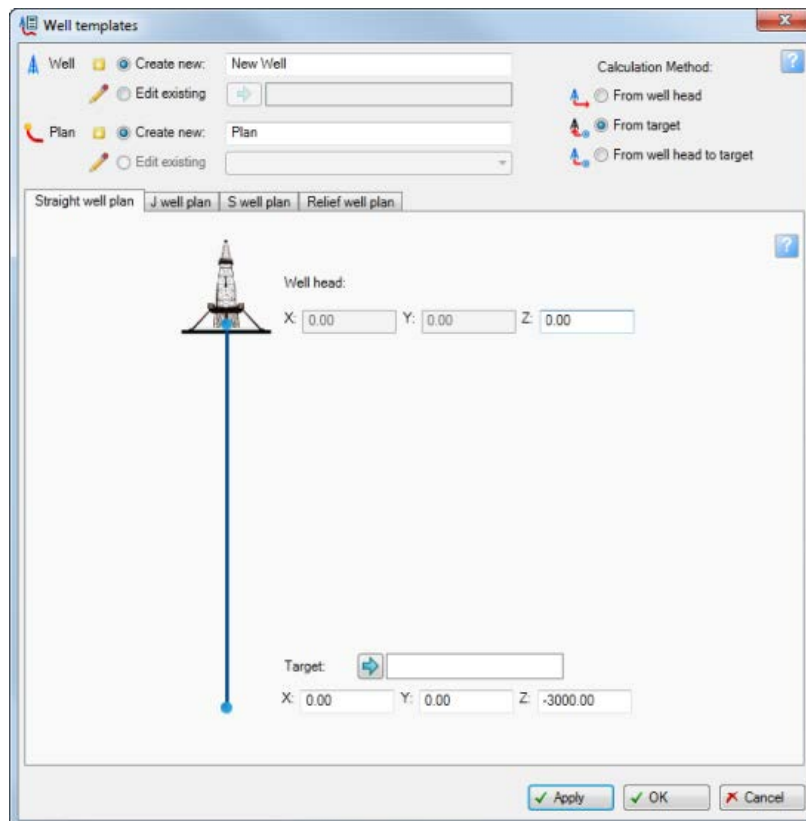 Well templates
Well Create new: New Well Calculation Method: ?
Edit existing From well head
Plan Create new: Plan From target
Edit existing From well head to target
Straight well plan J well plan S well plan Relief well plan
?
Well head:
X: 0.00 Y: 0.00 Z: 0.00
Target:
X: 0.00 Y: 0.00 Z: -3000.00
Apply OK Cancel